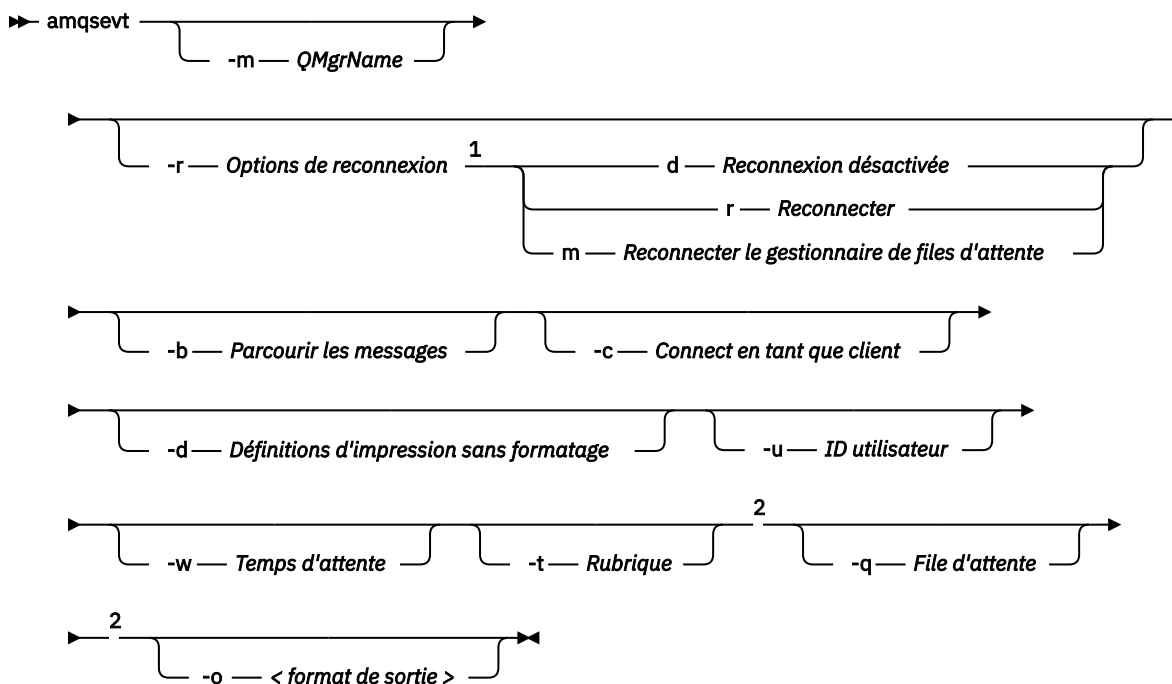 amqsevt
-m QMgrName
-r Options de reconnexion 1 d Reconnexion désactivée
r Reconnecter
m Reconnecter le gestionnaire de files d'attente
-b Parcourir les messages -c Connect en tant que client
-d Définitions d'impression sans formatage -u ID utilisateur
-w Temps d'attente -t Rubrique 2 -q File d'attente
2 -o < format de sortie >